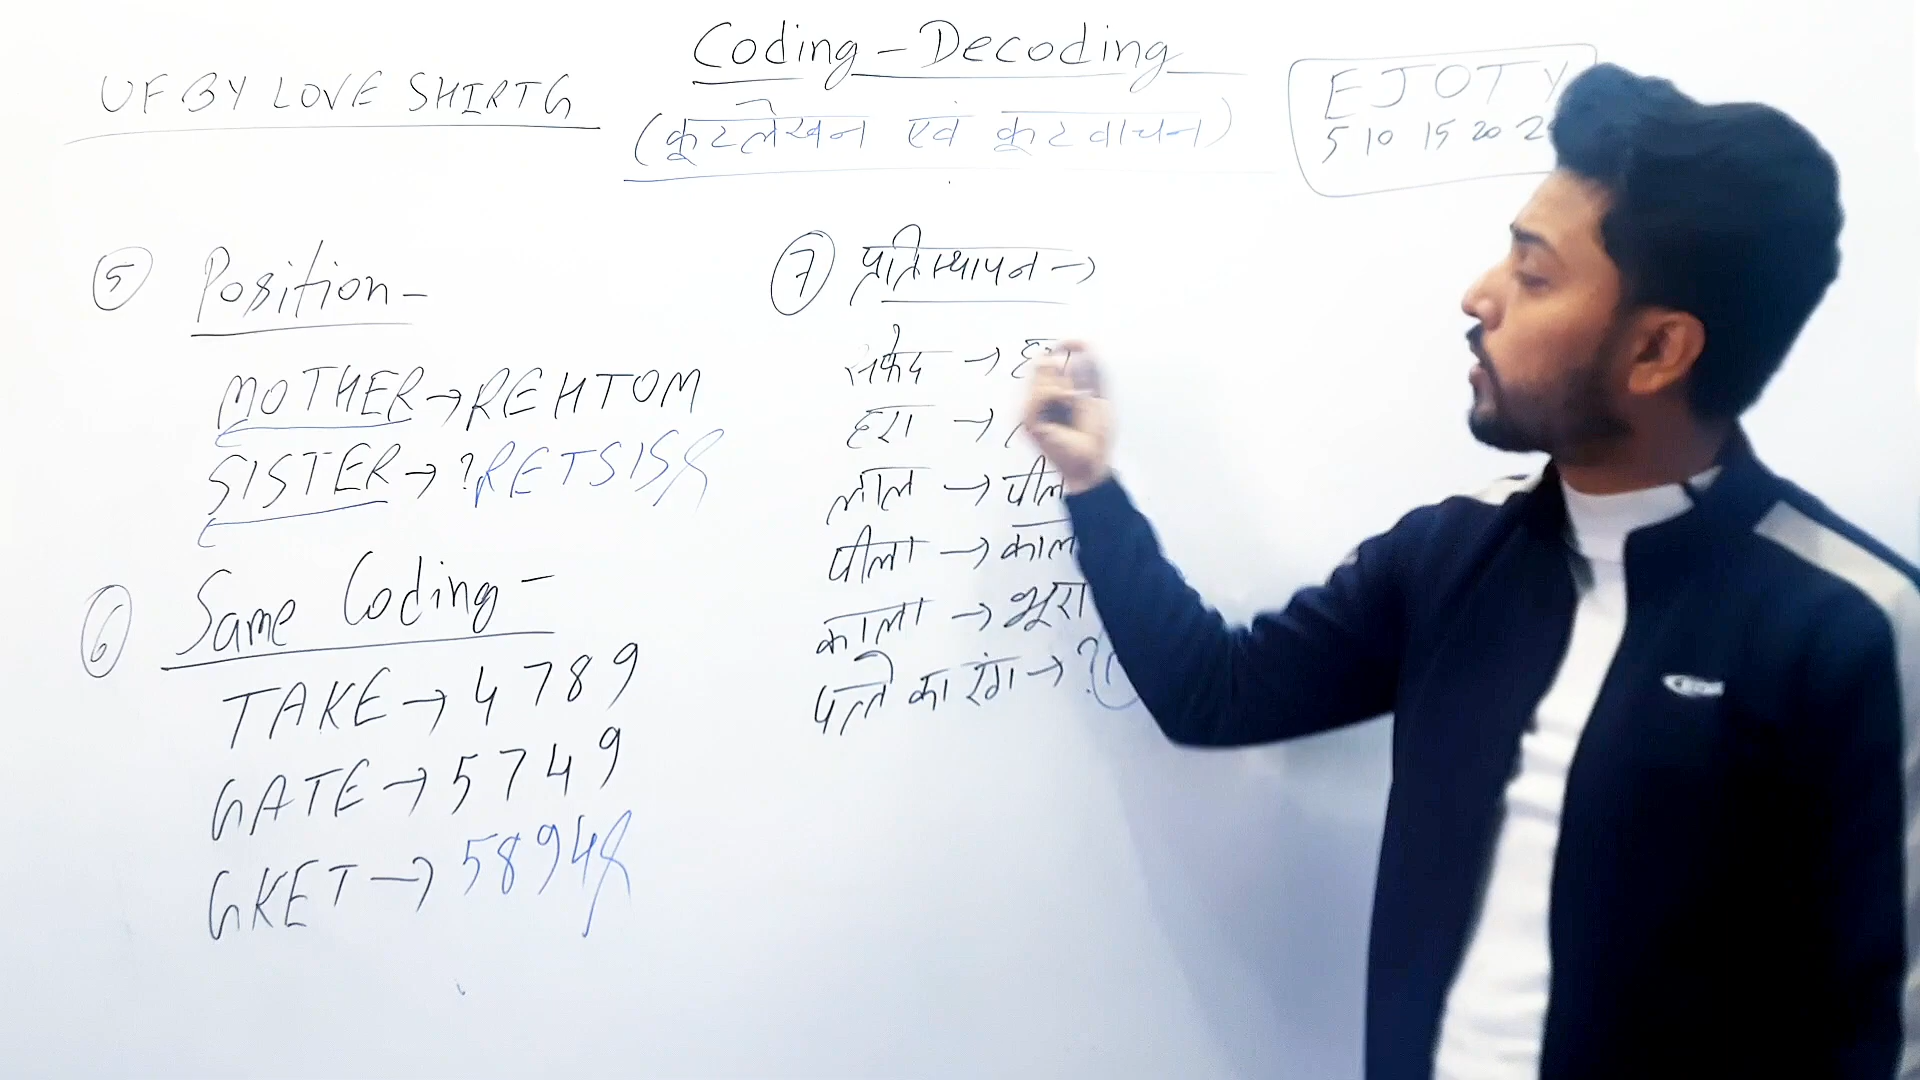 Coding - Decoding
UF BY LOVE SHIRTG
(कूटलेखन एवं कूटवाचन)
E J O T Y
5 10 15 20
5 Position -
MOTHER → REHTOM
SISTER → ? RETSIS
6 Same Coding -
TAKE → 4789
GATE → 5749
GKET → 5894
7 प्रतिस्थापन →
सफेद →
हरा →
लाल →
पीला →
काला → भूरा
पत्ते का रंग → ?